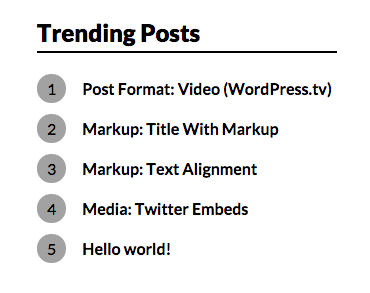 Trending Posts
1 Post Format: Video (WordPress.tv)
2 Markup: Title With Markup
3 Markup: Text Alignment
4 Media: Twitter Embeds
5 Hello world!